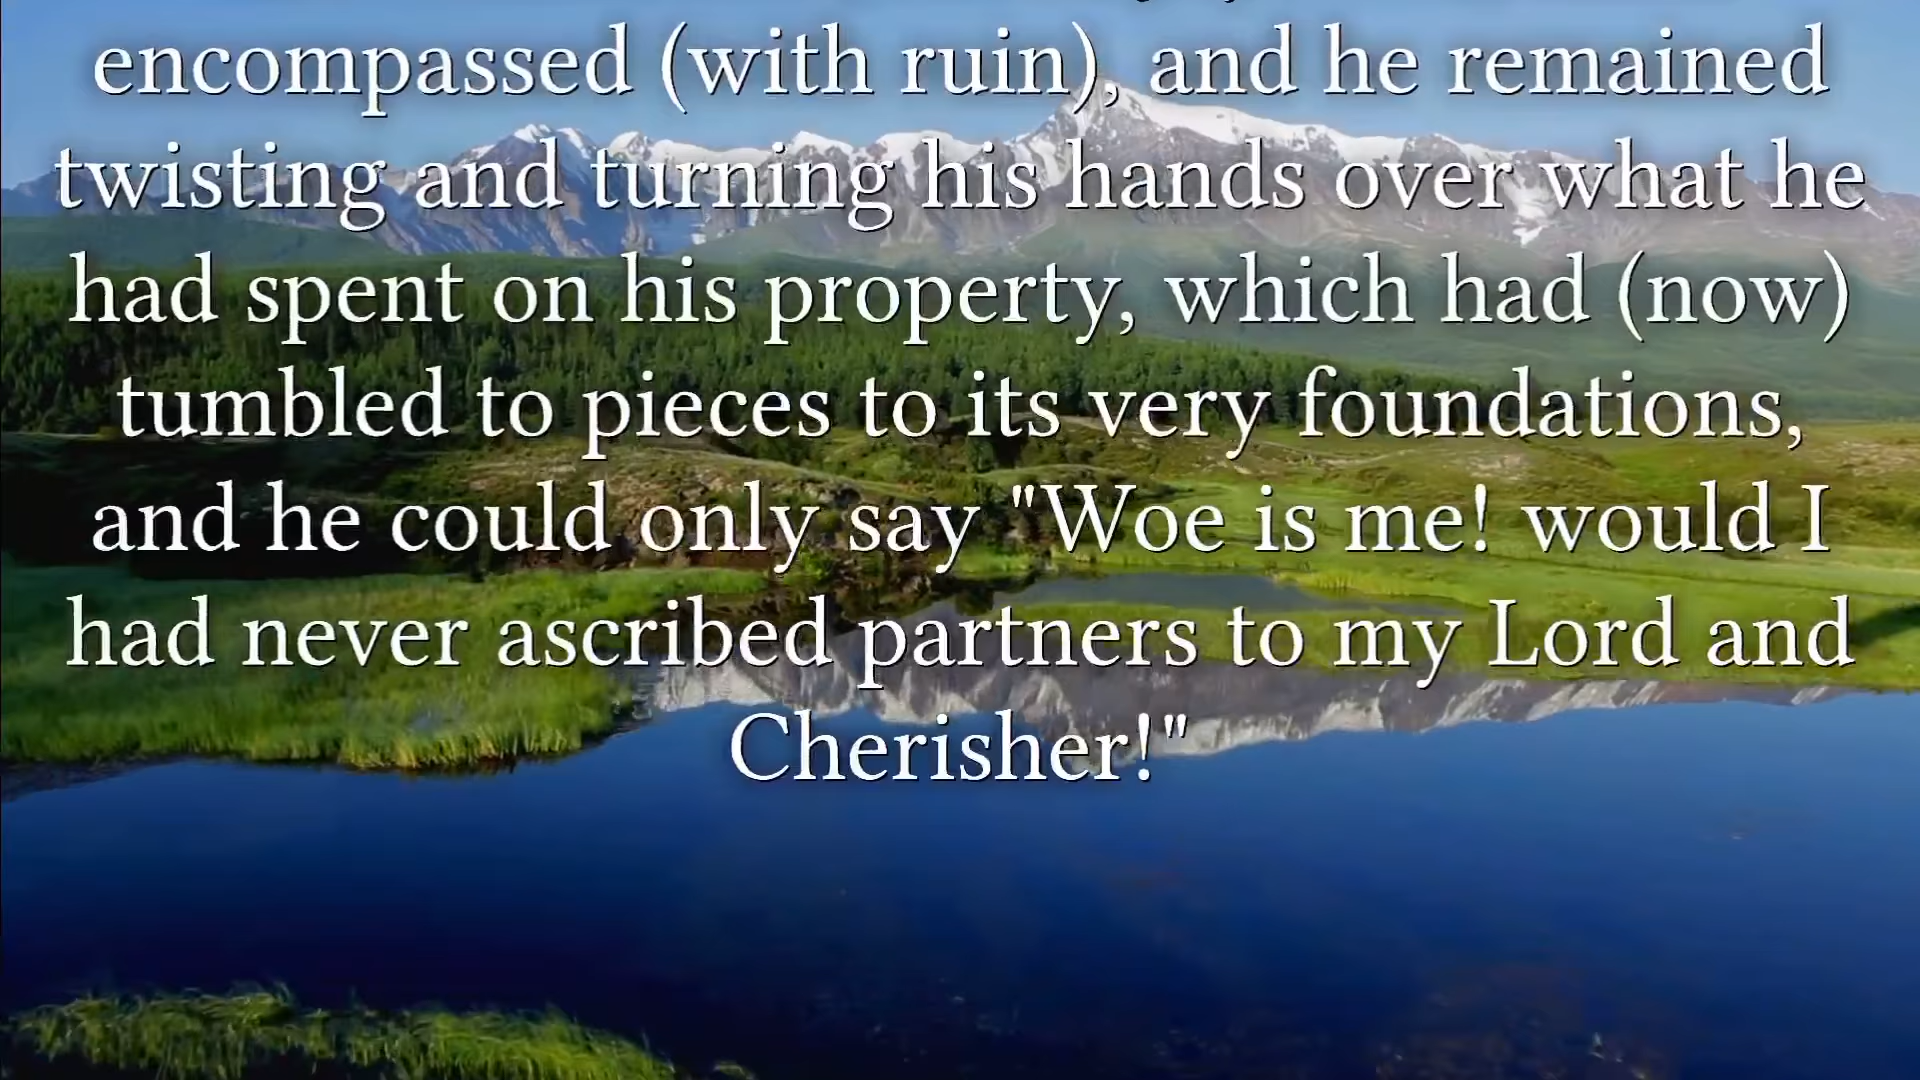 encompassed (with ruin), and he remained
twisting and turning his hands over what he
had spent on his property, which had (now)
tumbled to pieces to its very foundations,
and he could only say "Woe is me! would I
had never ascribed partners to my Lord and
Cherisher!"